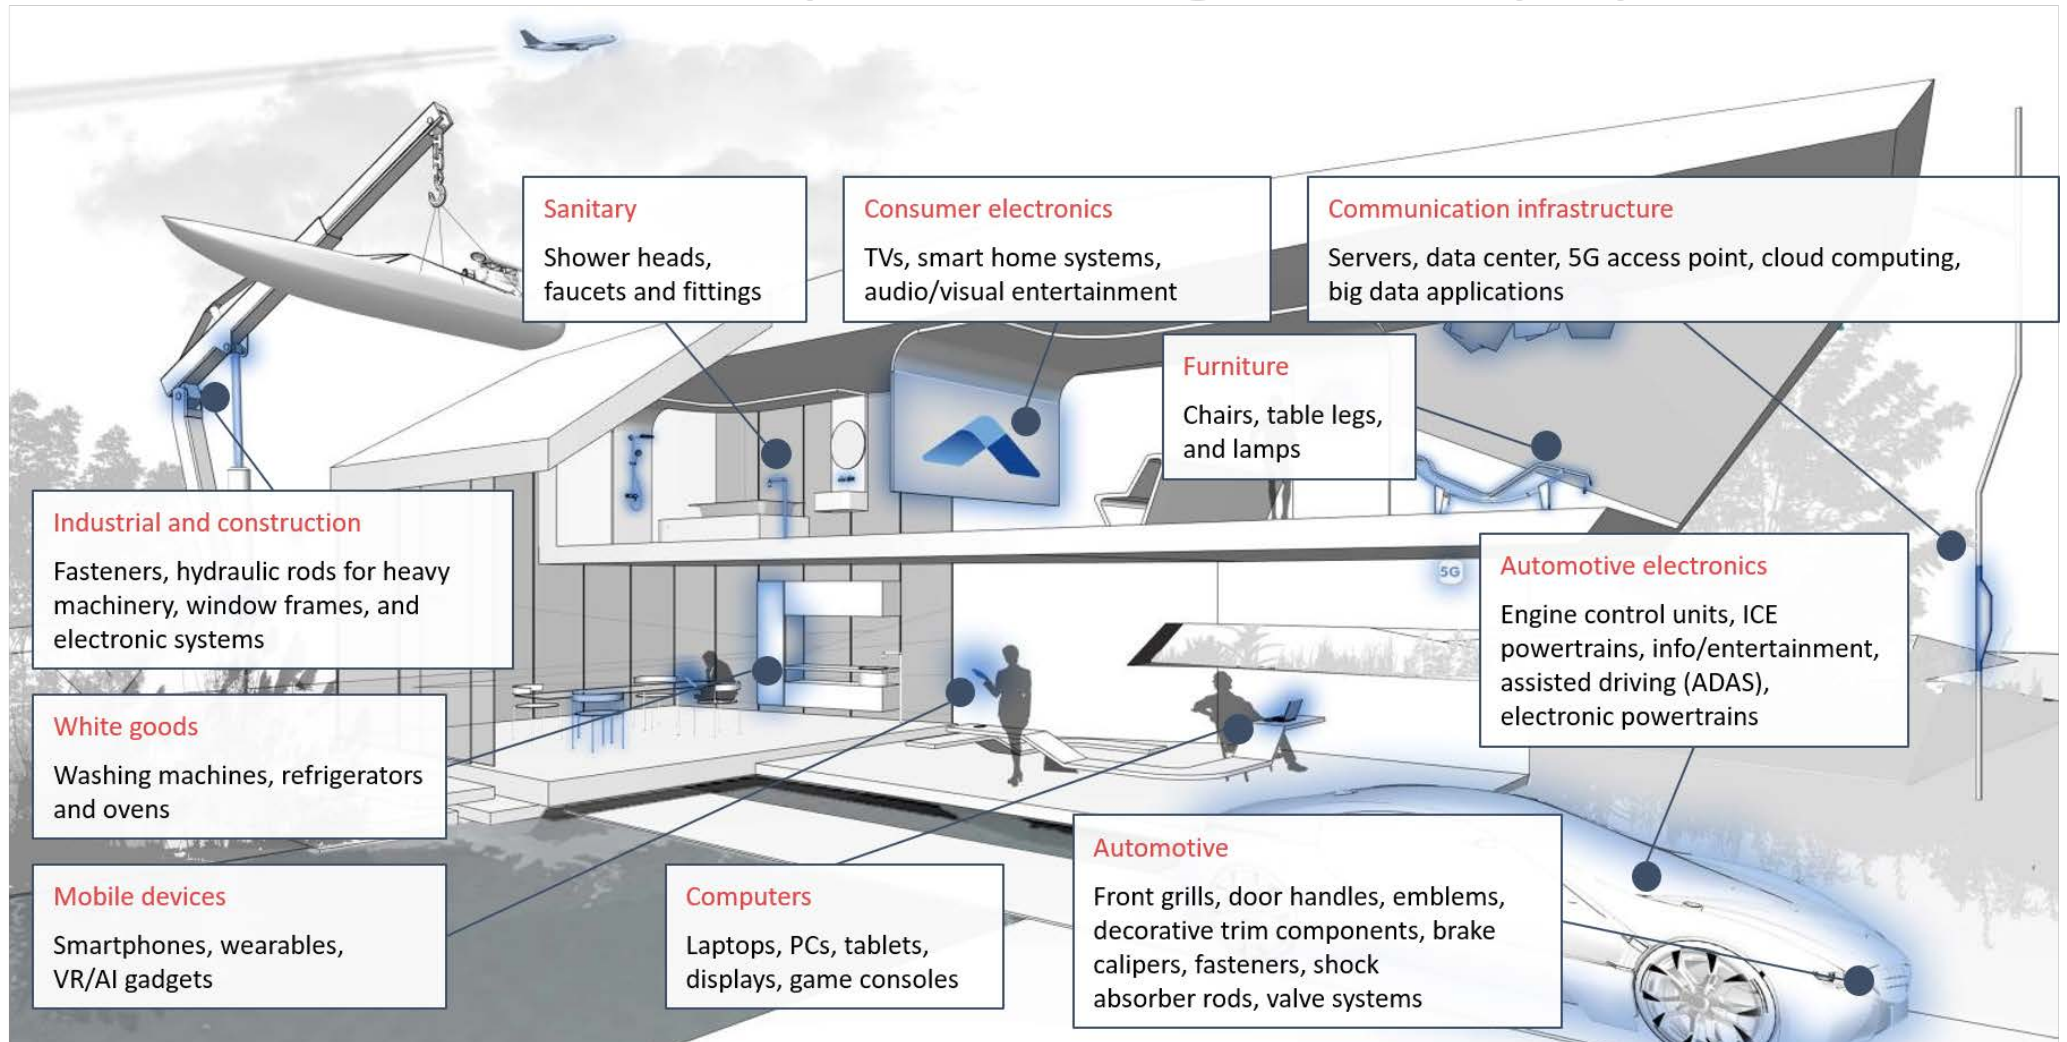 Sanitary
Shower heads,
faucets and fittings
Consumer electronics
TVs, smart home systems,
audio/visual entertainment
Communication infrastructure
Servers, data center, 5G access point, cloud computing,
big data applications
Furniture
Chairs, table legs,
and lamps
Industrial and construction
Fasteners, hydraulic rods for heavy
machinery, window frames, and
electronic systems
5G
Automotive electronics
Engine control units, ICE
powertrains, info/entertainment,
assisted driving (ADAS),
electronic powertrains
White goods
Washing machines, refrigerators
and ovens
Mobile devices
Smartphones, wearables,
VR/AI gadgets
Computers
Laptops, PCs, tablets,
displays, game consoles
Automotive
Front grills, door handles, emblems,
decorative trim components, brake
calipers, fasteners, shock
absorber rods, valve systems